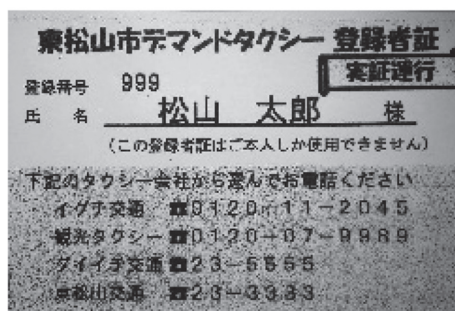 東松山市デマンドタクシー 登録者証
実証運行
登録番号 999
氏名 松山 太郎 様
(この登録者証はご本人しか使用できません)
下記のタクシー会社から選んでお電話ください
イグチ交通 ☎0120-11-2045
観光タクシー ☎0120-07-9989
ダイイチ交通 ☎23-5555
東松山交通 ☎23-3333